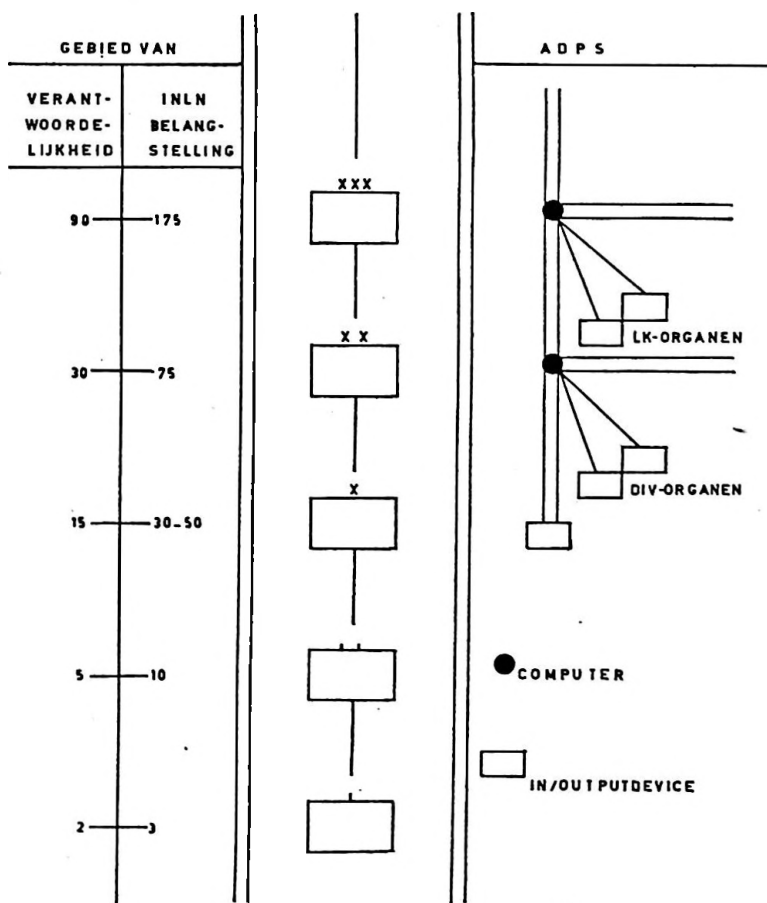 GEBIED VAN
VERANT-
WOORDE-
LIJKHEID
INLN
BELANG-
STELLING
ADPS
XXX
90
175
LK-ORGANEN
XX
30
75
DIV-ORGANEN
X
15
30-50
5
10
COMPUTER
IN/OUTPUTDEVICE
2
3